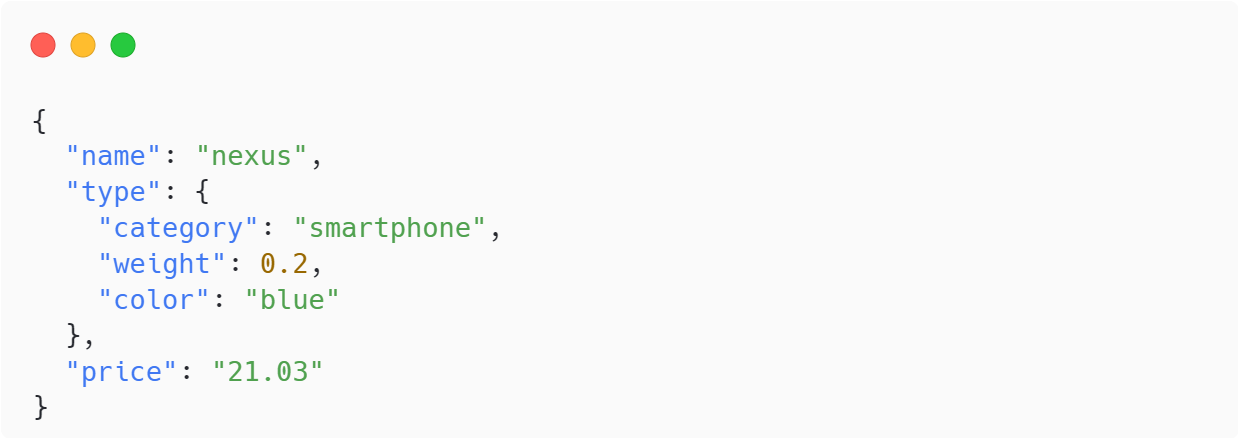 {
  "name": "nexus",
  "type": {
    "category": "smartphone",
    "weight": 0.2,
    "color": "blue"
  },
  "price": "21.03"
}